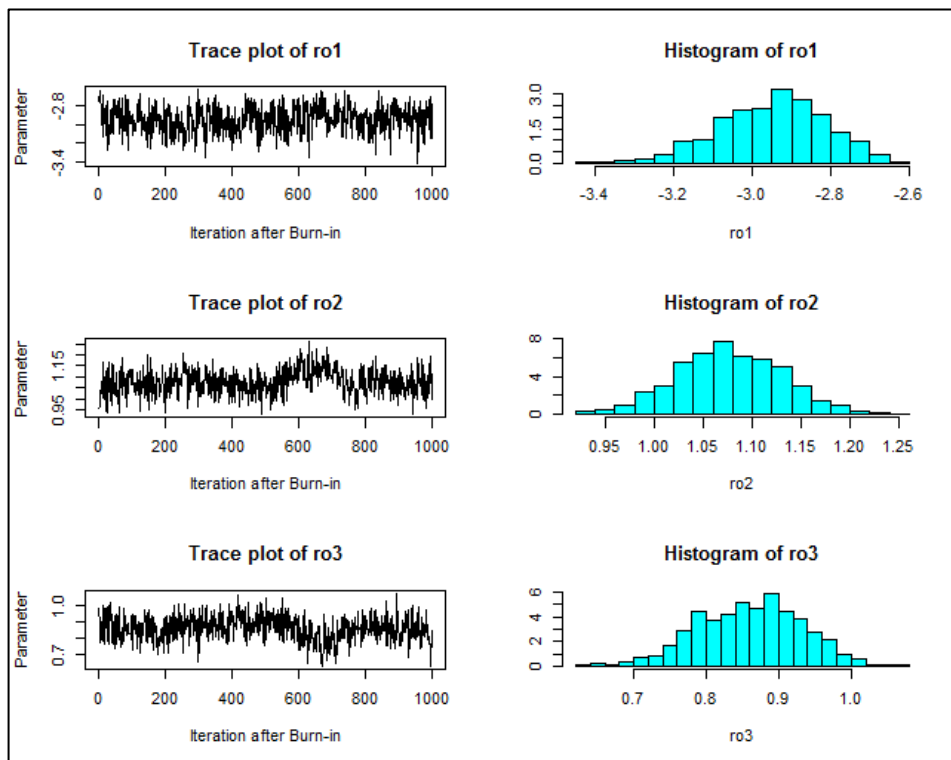 Trace plot of ro1
Parameter
-2.8
-3.4
0 200 400 600 800 1000
Iteration after Burn-in
Histogram of ro1
3.0
1.5
0.0
-3.4 -3.2 -3.0 -2.8 -2.6
ro1
Trace plot of ro2
Parameter
1.15
0.95
0 200 400 600 800 1000
Iteration after Burn-in
Histogram of ro2
8
4
0
0.95 1.00 1.05 1.10 1.15 1.20 1.25
ro2
Trace plot of ro3
Parameter
1.0
0.7
0 200 400 600 800 1000
Iteration after Burn-in
Histogram of ro3
6
4
2
0
0.7 0.8 0.9 1.0
ro3